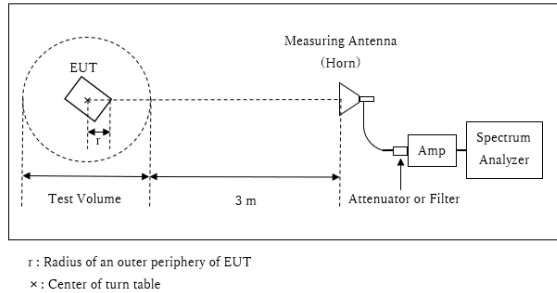 Measuring Antenna
(Horn)
EUT
r
Amp
Spectrum
Analyzer
Test Volume
3 m
Attenuator or Filter
r : Radius of an outer periphery of EUT
× : Center of turn table